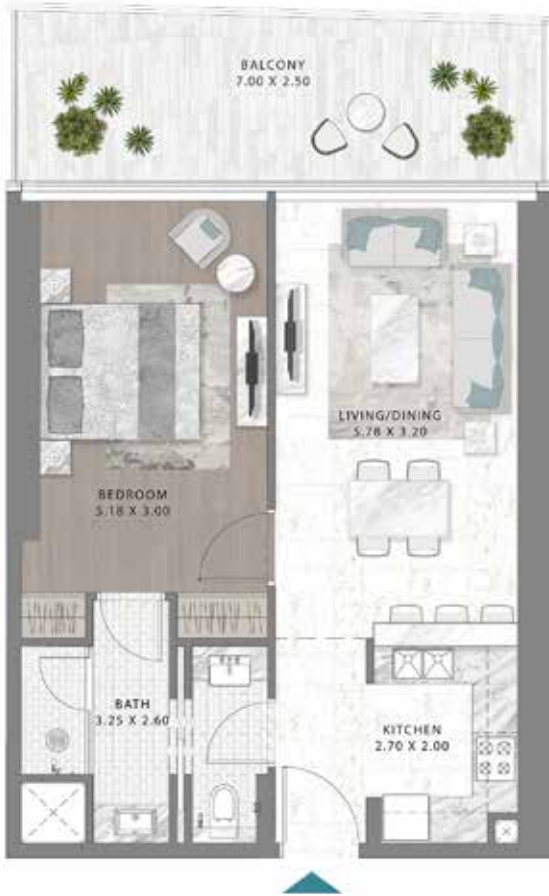 BALCONY
7.00 X 2.50
LIVING/DINING
5.78 X 3.20
BEDROOM
5.18 X 3.00
BATH
3.25 X 2.60
KITCHEN
2.70 X 2.00